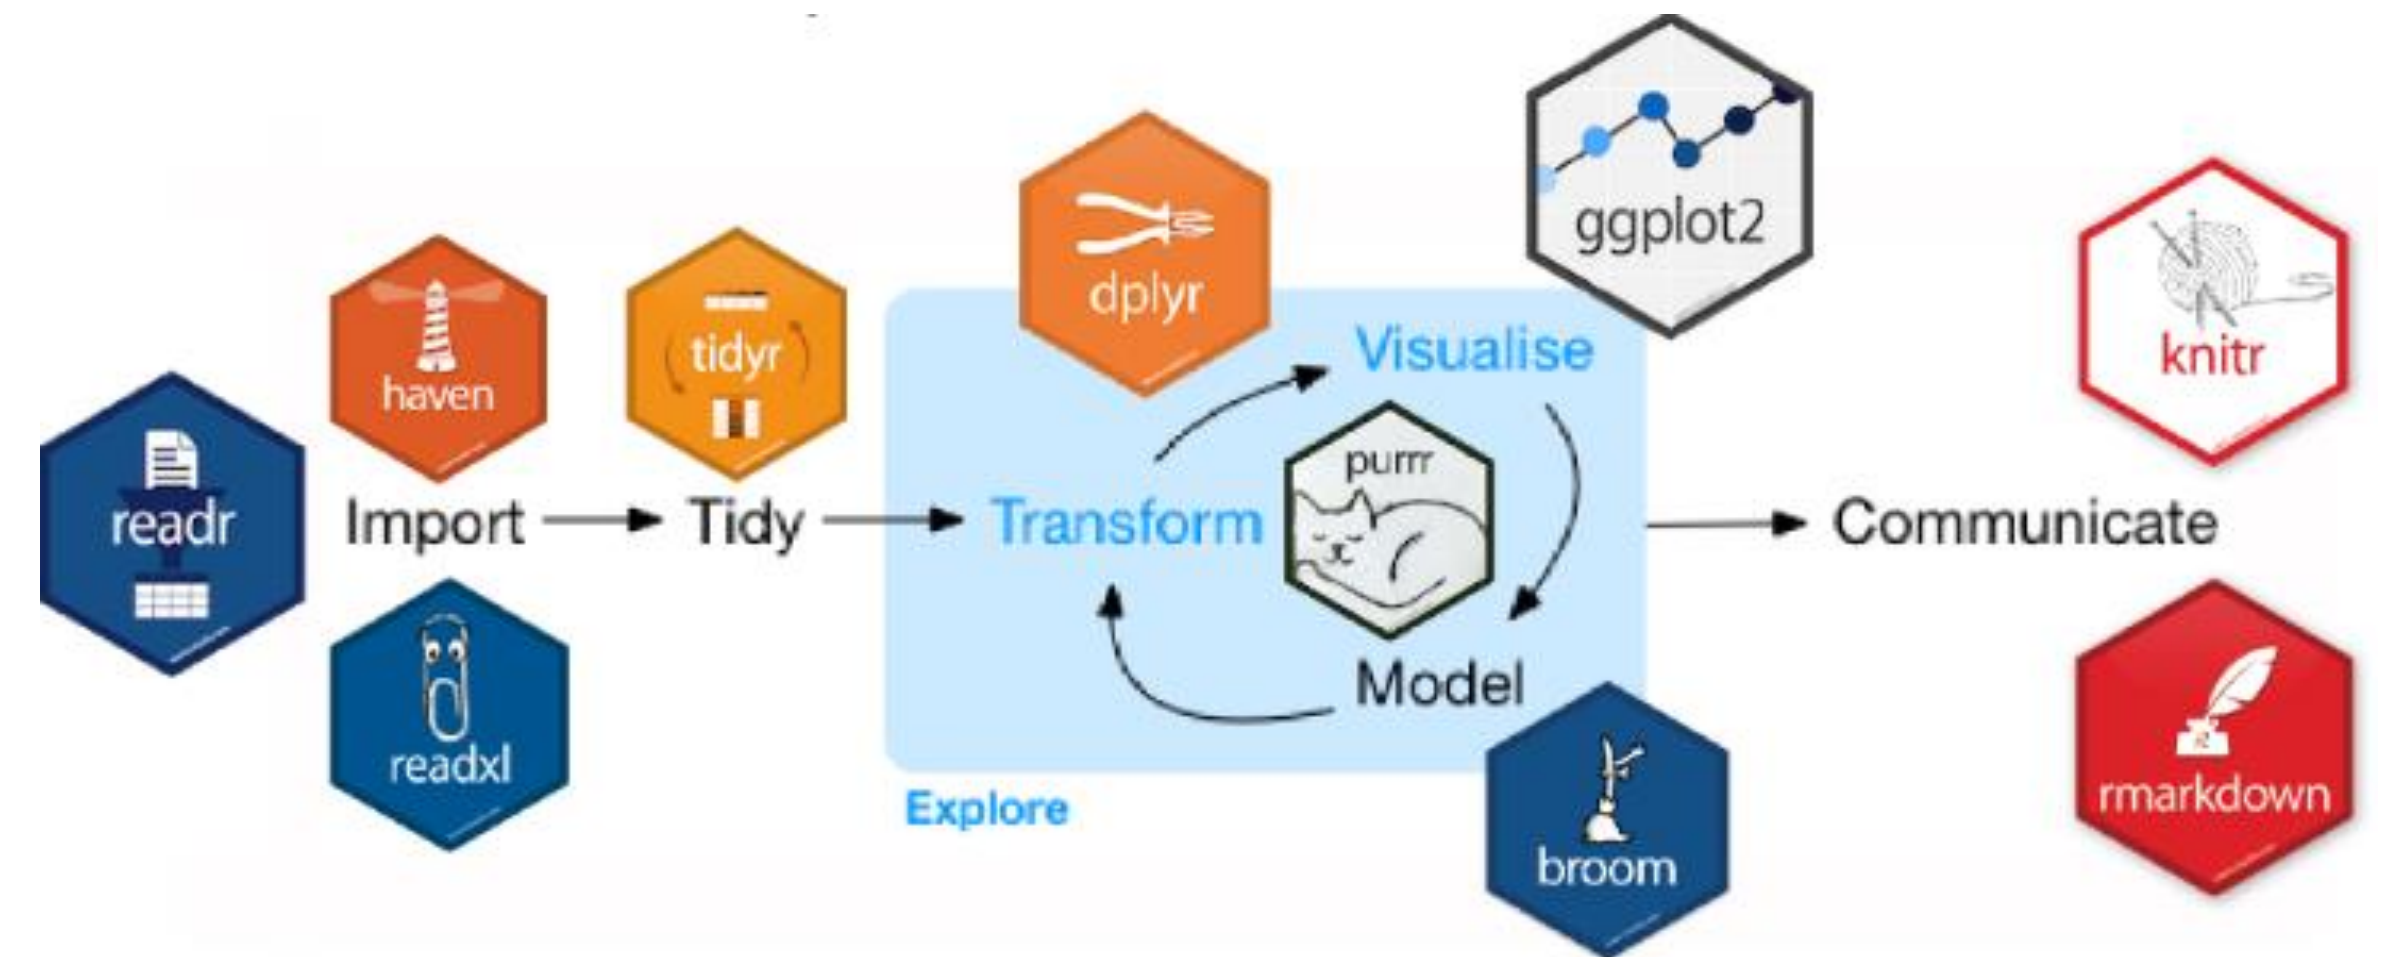 readr
haven
Import
readxl
tidyr
Tidy
dplyr
Transform
ggplot2
Visualise
purrr
Model
broom
Explore
knitr
Communicate
rmarkdown